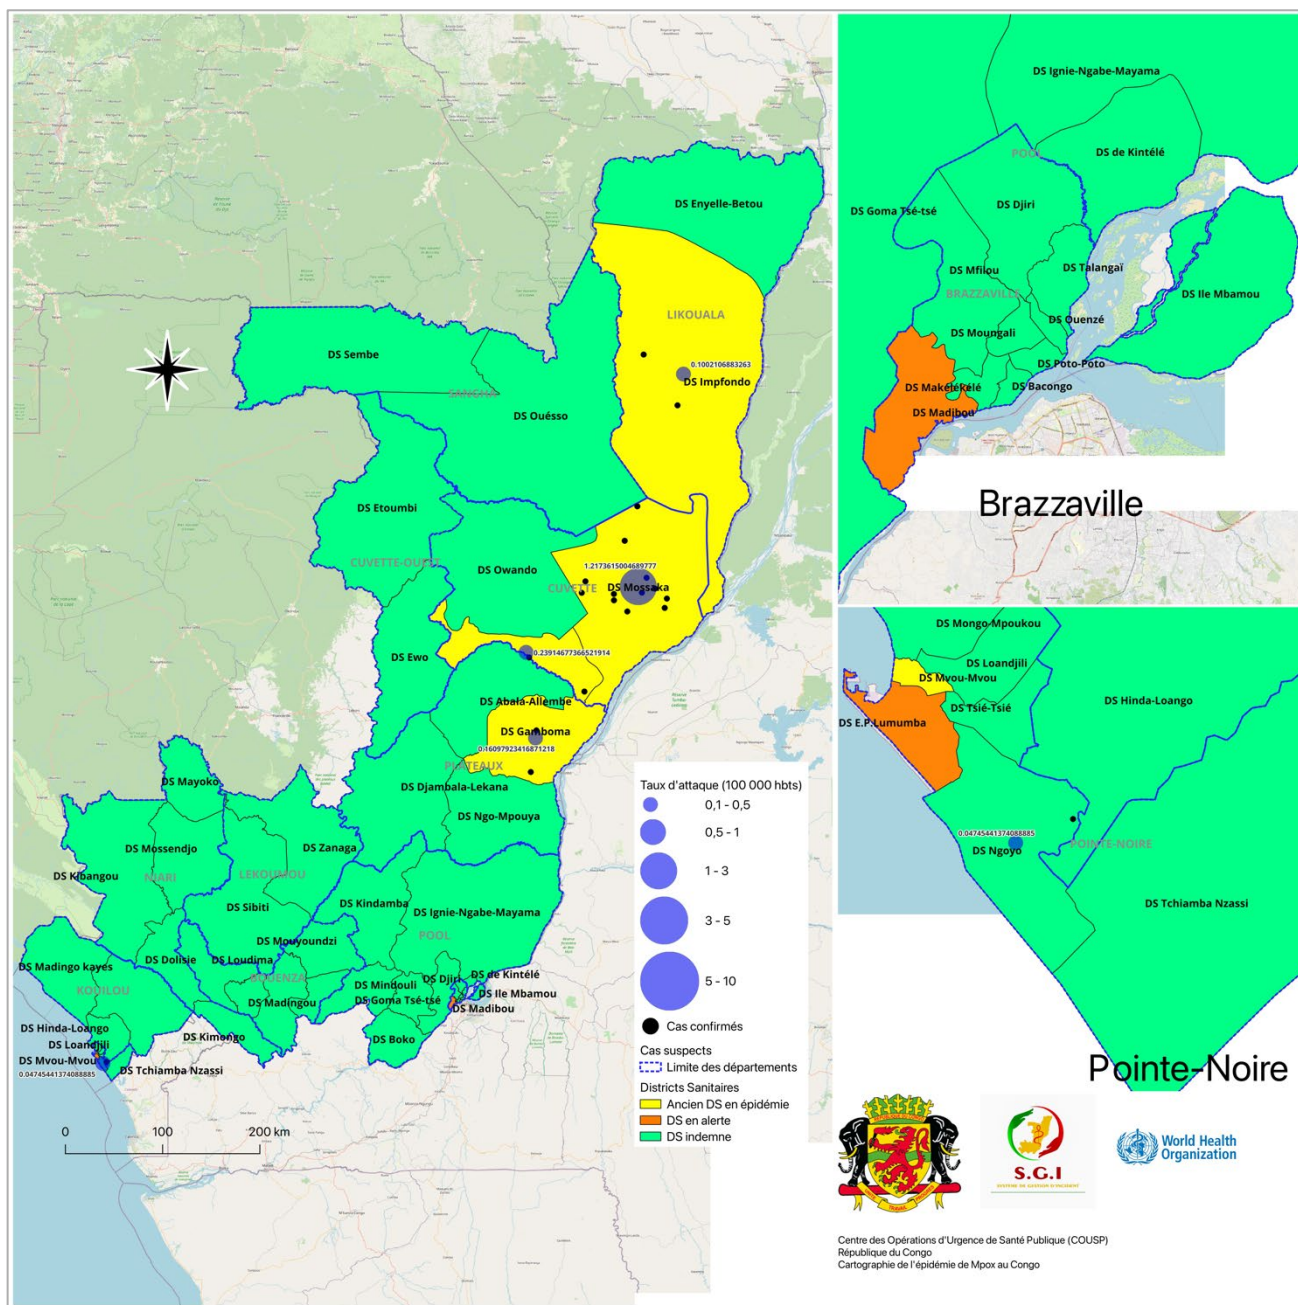 DS Enyelle-Betou
LIKOUALA
0.1002106883263
DS Impfondo
DS Sembe
SANGHA
DS Ouésso
DS Etoumbi
CUVETTE-OUEST
DS Owando
1.2173615004689777
CUVETTE
DS Mossaka
0.23914677366521914
DS Ewo
DS Abala-Allembe
DS Gamboma
0.16097923416871218
PLATEAUX
DS Djambala-Lekana
DS Ngo-Mpouya
DS Mayoko
DS Mossendjo
DS Zanaga
DS Kibangou
NIARI
LEKOUMOU
DS Sibiti
DS Kindamba
DS Ignie-Ngabe-Mayama
POOL
DS Mouyoundzi
DS Dolisie
DS Loudima
DS Madingo kayes
BOUENZA
KOUILOU
DS Madingou
DS Mindouli
DS Djiri
DS de Kintélé
DS Goma Tsé-tsé
DS Ile Mbamou
DS Madibou
DS Hinda-Loango
DS Kimongo
DS Boko
DS Loandjili
DS Mvou-Mvou
DS Tchiamba Nzassi
0.04745441374088885
0 100 200 km
Taux d'attaque (100 000 hbts)
0,1 - 0,5
0,5 - 1
1 - 3
3 - 5
5 - 10
Cas confirmés
Cas suspects
Limite des départements
Districts Sanitaires
Ancien DS en épidémie
DS en alerte
DS indemne
DS Ignie-Ngabe-Mayama
POOL
DS de Kintélé
DS Goma Tsé-tsé
DS Djiri
DS Mfilou
DS Talangaï
BRAZZAVILLE
DS Ile Mbamou
DS Ouenzé
DS Moungali
DS Poto-Poto
DS Makélékélé
DS Bacongo
DS Madibou
Brazzaville
DS Mongo-Mpoukou
DS Loandjili
DS Mvou-Mvou
DS Hinda-Loango
DS Tsié-Tsié
DS E.P.Lumumba
0.04745441374088885
DS Ngoyo
POINTE-NOIRE
DS Tchiamba Nzassi
Pointe-Noire
TRAVAIL
S.G.I
SYSTÈME DE GESTION D'INCIDENT
World Health
Organization
Centre des Opérations d'Urgence de Santé Publique (COUSP)
République du Congo
Cartographie de l'épidémie de Mpox au Congo